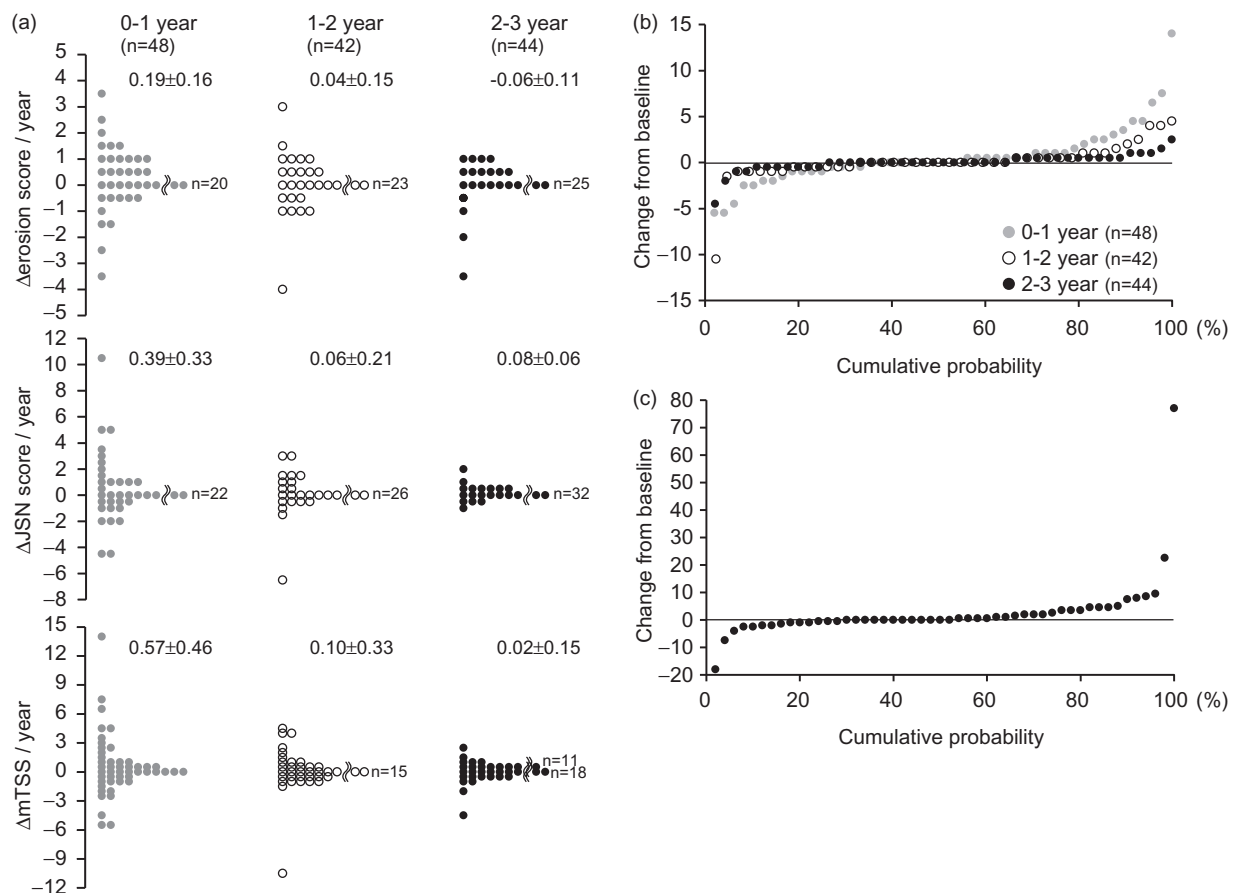 (a)
0-1 year
(n=48)
1-2 year
(n=42)
2-3 year
(n=44)
5
4
3
2
1
0
−1
−2
−3
−4
−5
Δerosion score / year
0.19±0.16
0.04±0.15
-0.06±0.11
n=20
n=23
n=25
12
10
8
6
4
2
0
−2
−4
−6
−8
ΔJSN score / year
0.39±0.33
0.06±0.21
0.08±0.06
n=22
n=26
n=32
15
12
9
6
3
0
−3
−6
−9
−12
ΔmTSS / year
0.57±0.46
0.10±0.33
0.02±0.15
n=15
n=11
n=18
(b)
15
10
5
0
−5
−10
−15
Change from baseline
0-1 year (n=48)
1-2 year (n=42)
2-3 year (n=44)
0 20 40 60 80 100 (%)
Cumulative probability
(c)
80
70
60
50
40
30
20
10
0
−10
−20
Change from baseline
0 20 40 60 80 100 (%)
Cumulative probability